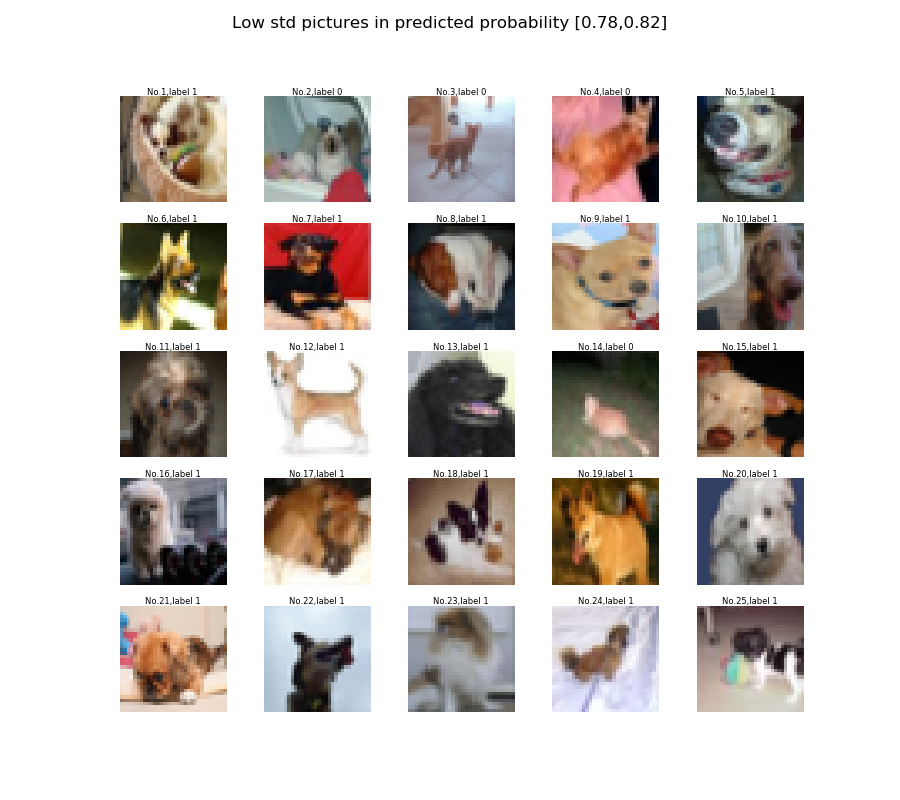 Low std pictures in predicted probability [0.78,0.82]
No.1,label 1
No.2,label 0
No.3,label 0
No.4,label 0
No.5,label 1
No.6,label 1
No.7,label 1
No.8,label 1
No.9,label 1
No.10,label 1
No.11,label 1
No.12,label 1
No.13,label 1
No.14,label 0
No.15,label 1
No.16,label 1
No.17,label 1
No.18,label 1
No.19,label 1
No.20,label 1
No.21,label 1
No.22,label 1
No.23,label 1
No.24,label 1
No.25,label 1